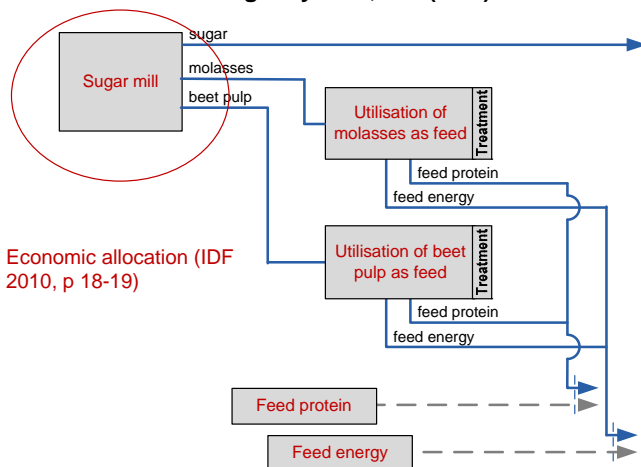 sugar
Sugar mill
molasses
beet pulp
Utilisation of
molasses as feed
Treatment
feed protein
feed energy
Economic allocation (IDF
2010, p 18-19)
Utilisation of beet
pulp as feed
Treatment
feed protein
feed energy
Feed protein
Feed energy